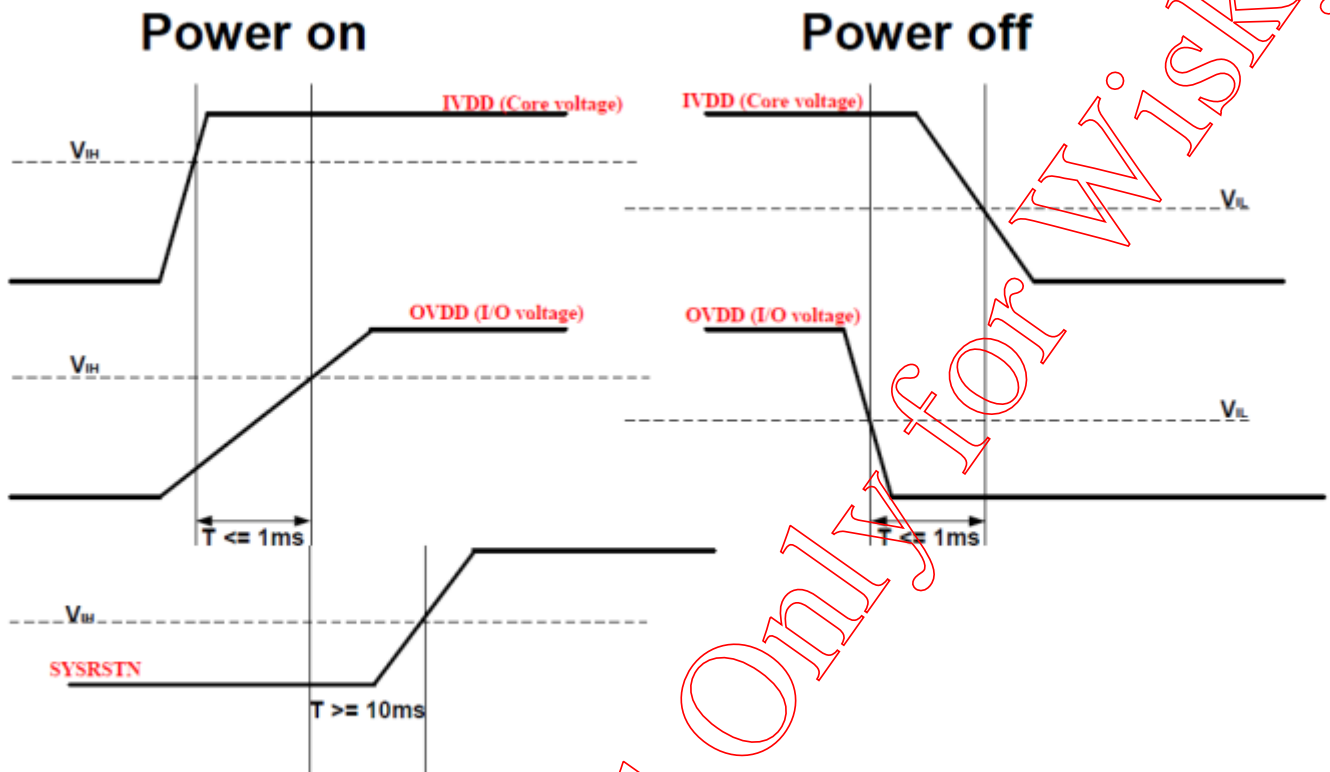 Power on
Power off
IVDD (Core voltage)
IVDD (Core voltage)
VIH
VIL
OVDD (I/O voltage)
OVDD (I/O voltage)
VIH
VIL
T <= 1ms
T <= 1ms
VIH
SYSRSTN
T >= 10ms
Only for